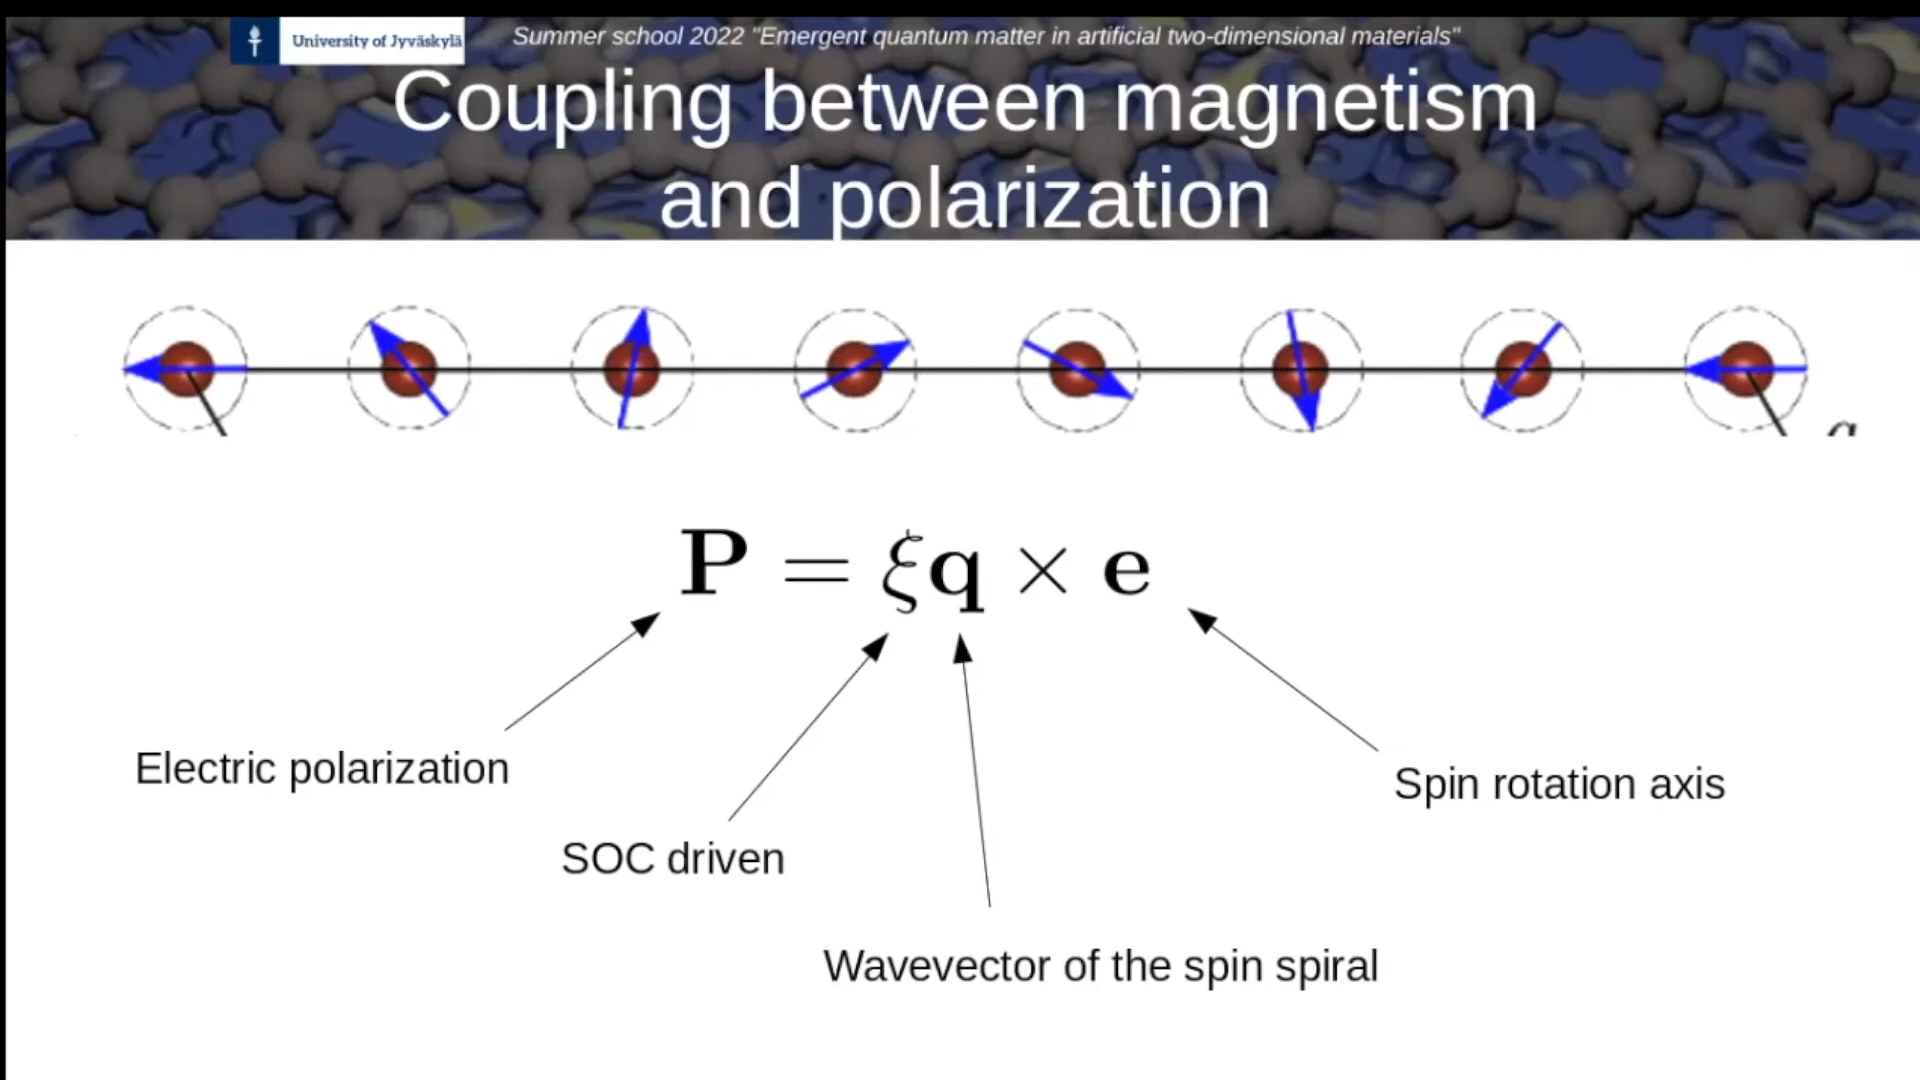 University of Jyväskylä
Summer school 2022 "Emergent quantum matter in artificial two-dimensional materials"
Coupling between magnetism
and polarization
P = ξq × e
Electric polarization
Spin rotation axis
SOC driven
Wavevector of the spin spiral